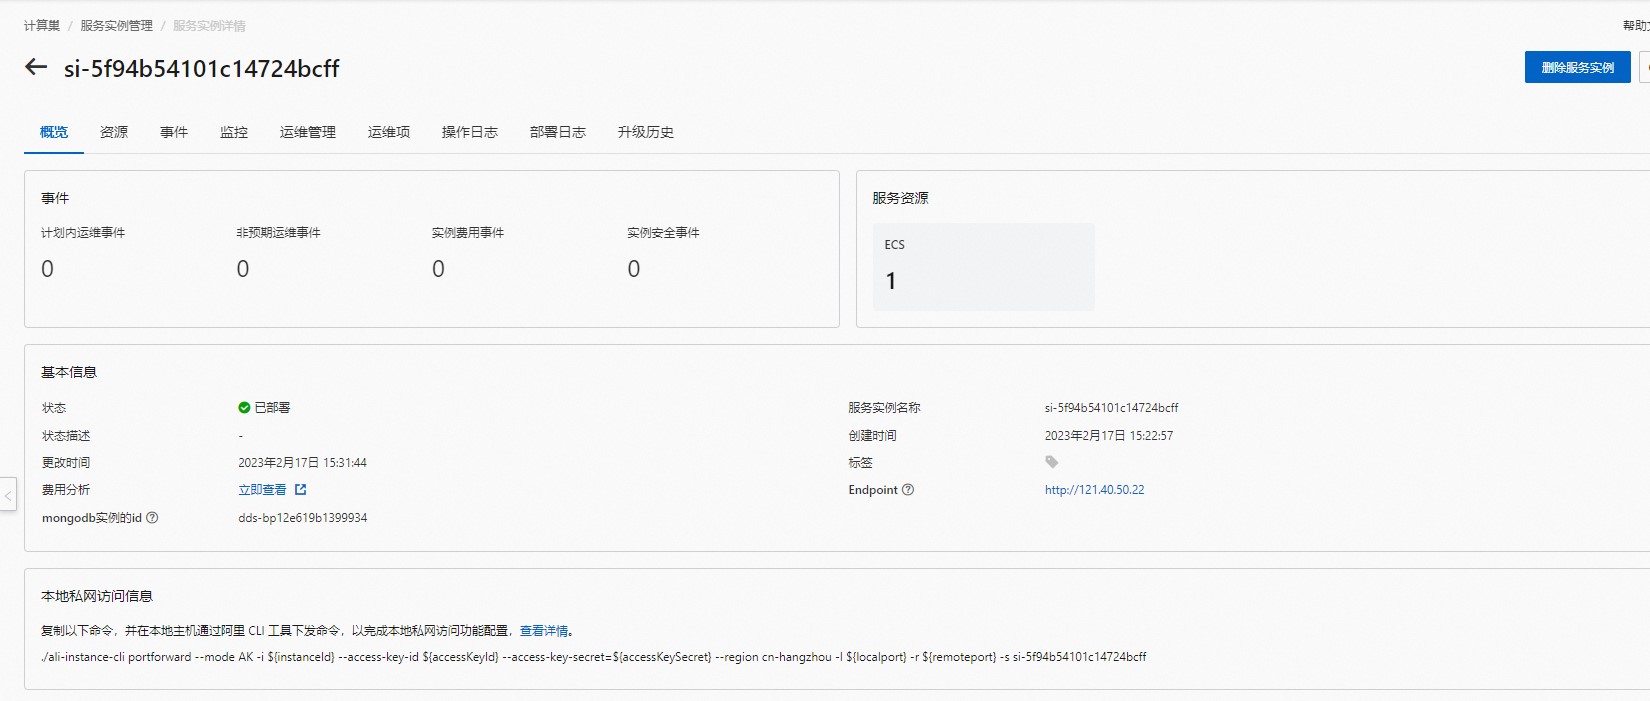 计算巢 / 服务实例管理 / 服务实例详情
帮助文
si-5f94b54101c14724bcff
删除服务实例
概览 资源 事件 监控 运维管理 运维项 操作日志 部署日志 升级历史
事件
计划内运维事件 非预期运维事件 实例费用事件 实例安全事件
0 0 0 0
服务资源
ECS
1
基本信息
状态 已部署 服务实例名称 si-5f94b54101c14724bcff
状态描述 - 创建时间 2023年2月17日 15:22:57
更改时间 2023年2月17日 15:31:44 标签
费用分析 立即查看 Endpoint http://121.40.50.22
mongodb实例的id dds-bp12e619b1399934
本地私网访问信息
复制以下命令，并在本地主机通过阿里 CLI 工具下发命令，以完成本地私网访问功能配置，查看详情。
./ali-instance-cli portforward --mode AK -i ${instanceId} --access-key-id ${accessKeyId} --access-key-secret=${accessKeySecret} --region cn-hangzhou -l ${localport} -r ${remoteport} -s si-5f94b54101c14724bcff